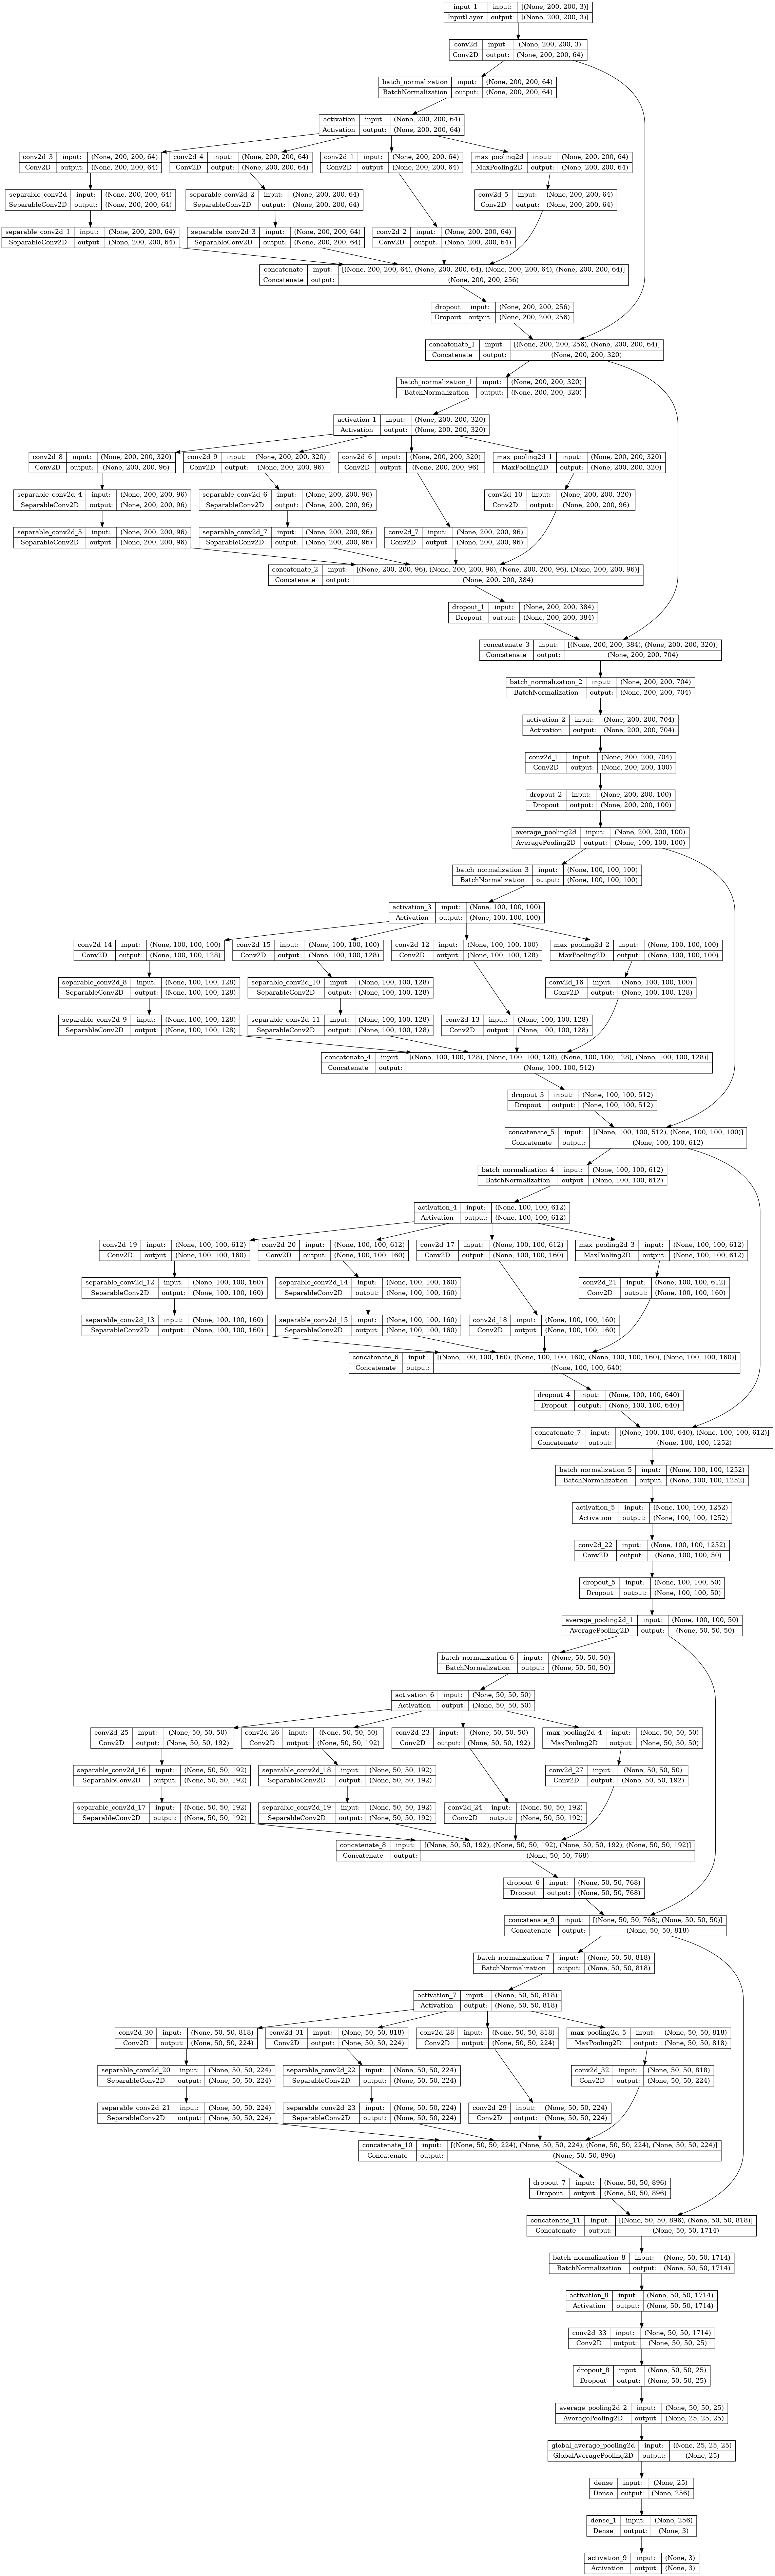 input_1 input: [(None, 200, 200, 3)]
InputLayer output: [(None, 200, 200, 3)]
conv2d input: (None, 200, 200, 3)
Conv2D output: (None, 200, 200, 64)
batch_normalization input: (None, 200, 200, 64)
BatchNormalization output: (None, 200, 200, 64)
activation input: (None, 200, 200, 64)
Activation output: (None, 200, 200, 64)
conv2d_3 input: (None, 200, 200, 64)
Conv2D output: (None, 200, 200, 64)
conv2d_4 input: (None, 200, 200, 64)
Conv2D output: (None, 200, 200, 64)
conv2d_1 input: (None, 200, 200, 64)
Conv2D output: (None, 200, 200, 64)
max_pooling2d input: (None, 200, 200, 64)
MaxPooling2D output: (None, 200, 200, 64)
separable_conv2d input: (None, 200, 200, 64)
SeparableConv2D output: (None, 200, 200, 64)
separable_conv2d_2 input: (None, 200, 200, 64)
SeparableConv2D output: (None, 200, 200, 64)
conv2d_5 input: (None, 200, 200, 64)
Conv2D output: (None, 200, 200, 64)
separable_conv2d_1 input: (None, 200, 200, 64)
SeparableConv2D output: (None, 200, 200, 64)
separable_conv2d_3 input: (None, 200, 200, 64)
SeparableConv2D output: (None, 200, 200, 64)
conv2d_2 input: (None, 200, 200, 64)
Conv2D output: (None, 200, 200, 64)
concatenate input: [(None, 200, 200, 64), (None, 200, 200, 64), (None, 200, 200, 64), (None, 200, 200, 64)]
Concatenate output: (None, 200, 200, 256)
dropout input: (None, 200, 200, 256)
Dropout output: (None, 200, 200, 256)
concatenate_1 input: [(None, 200, 200, 256), (None, 200, 200, 64)]
Concatenate output: (None, 200, 200, 320)
batch_normalization_1 input: (None, 200, 200, 320)
BatchNormalization output: (None, 200, 200, 320)
activation_1 input: (None, 200, 200, 320)
Activation output: (None, 200, 200, 320)
conv2d_8 input: (None, 200, 200, 320)
Conv2D output: (None, 200, 200, 96)
conv2d_9 input: (None, 200, 200, 320)
Conv2D output: (None, 200, 200, 96)
conv2d_6 input: (None, 200, 200, 320)
Conv2D output: (None, 200, 200, 96)
max_pooling2d_1 input: (None, 200, 200, 320)
MaxPooling2D output: (None, 200, 200, 320)
separable_conv2d_4 input: (None, 200, 200, 96)
SeparableConv2D output: (None, 200, 200, 96)
separable_conv2d_6 input: (None, 200, 200, 96)
SeparableConv2D output: (None, 200, 200, 96)
conv2d_10 input: (None, 200, 200, 320)
Conv2D output: (None, 200, 200, 96)
separable_conv2d_5 input: (None, 200, 200, 96)
SeparableConv2D output: (None, 200, 200, 96)
separable_conv2d_7 input: (None, 200, 200, 96)
SeparableConv2D output: (None, 200, 200, 96)
conv2d_7 input: (None, 200, 200, 96)
Conv2D output: (None, 200, 200, 96)
concatenate_2 input: [(None, 200, 200, 96), (None, 200, 200, 96), (None, 200, 200, 96), (None, 200, 200, 96)]
Concatenate output: (None, 200, 200, 384)
dropout_1 input: (None, 200, 200, 384)
Dropout output: (None, 200, 200, 384)
concatenate_3 input: [(None, 200, 200, 384), (None, 200, 200, 320)]
Concatenate output: (None, 200, 200, 704)
batch_normalization_2 input: (None, 200, 200, 704)
BatchNormalization output: (None, 200, 200, 704)
activation_2 input: (None, 200, 200, 704)
Activation output: (None, 200, 200, 704)
conv2d_11 input: (None, 200, 200, 704)
Conv2D output: (None, 200, 200, 100)
dropout_2 input: (None, 200, 200, 100)
Dropout output: (None, 200, 200, 100)
average_pooling2d input: (None, 200, 200, 100)
AveragePooling2D output: (None, 100, 100, 100)
batch_normalization_3 input: (None, 100, 100, 100)
BatchNormalization output: (None, 100, 100, 100)
activation_3 input: (None, 100, 100, 100)
Activation output: (None, 100, 100, 100)
conv2d_14 input: (None, 100, 100, 100)
Conv2D output: (None, 100, 100, 128)
conv2d_15 input: (None, 100, 100, 100)
Conv2D output: (None, 100, 100, 128)
conv2d_12 input: (None, 100, 100, 100)
Conv2D output: (None, 100, 100, 128)
max_pooling2d_2 input: (None, 100, 100, 100)
MaxPooling2D output: (None, 100, 100, 100)
separable_conv2d_8 input: (None, 100, 100, 128)
SeparableConv2D output: (None, 100, 100, 128)
separable_conv2d_10 input: (None, 100, 100, 128)
SeparableConv2D output: (None, 100, 100, 128)
conv2d_16 input: (None, 100, 100, 100)
Conv2D output: (None, 100, 100, 128)
separable_conv2d_9 input: (None, 100, 100, 128)
SeparableConv2D output: (None, 100, 100, 128)
separable_conv2d_11 input: (None, 100, 100, 128)
SeparableConv2D output: (None, 100, 100, 128)
conv2d_13 input: (None, 100, 100, 128)
Conv2D output: (None, 100, 100, 128)
concatenate_4 input: [(None, 100, 100, 128), (None, 100, 100, 128), (None, 100, 100, 128), (None, 100, 100, 128)]
Concatenate output: (None, 100, 100, 512)
dropout_3 input: (None, 100, 100, 512)
Dropout output: (None, 100, 100, 512)
concatenate_5 input: [(None, 100, 100, 512), (None, 100, 100, 100)]
Concatenate output: (None, 100, 100, 612)
batch_normalization_4 input: (None, 100, 100, 612)
BatchNormalization output: (None, 100, 100, 612)
activation_4 input: (None, 100, 100, 612)
Activation output: (None, 100, 100, 612)
conv2d_19 input: (None, 100, 100, 612)
Conv2D output: (None, 100, 100, 160)
conv2d_20 input: (None, 100, 100, 612)
Conv2D output: (None, 100, 100, 160)
conv2d_17 input: (None, 100, 100, 612)
Conv2D output: (None, 100, 100, 160)
max_pooling2d_3 input: (None, 100, 100, 612)
MaxPooling2D output: (None, 100, 100, 612)
separable_conv2d_12 input: (None, 100, 100, 160)
SeparableConv2D output: (None, 100, 100, 160)
separable_conv2d_14 input: (None, 100, 100, 160)
SeparableConv2D output: (None, 100, 100, 160)
conv2d_21 input: (None, 100, 100, 612)
Conv2D output: (None, 100, 100, 160)
separable_conv2d_13 input: (None, 100, 100, 160)
SeparableConv2D output: (None, 100, 100, 160)
separable_conv2d_15 input: (None, 100, 100, 160)
SeparableConv2D output: (None, 100, 100, 160)
conv2d_18 input: (None, 100, 100, 160)
Conv2D output: (None, 100, 100, 160)
concatenate_6 input: [(None, 100, 100, 160), (None, 100, 100, 160), (None, 100, 100, 160), (None, 100, 100, 160)]
Concatenate output: (None, 100, 100, 640)
dropout_4 input: (None, 100, 100, 640)
Dropout output: (None, 100, 100, 640)
concatenate_7 input: [(None, 100, 100, 640), (None, 100, 100, 612)]
Concatenate output: (None, 100, 100, 1252)
batch_normalization_5 input: (None, 100, 100, 1252)
BatchNormalization output: (None, 100, 100, 1252)
activation_5 input: (None, 100, 100, 1252)
Activation output: (None, 100, 100, 1252)
conv2d_22 input: (None, 100, 100, 1252)
Conv2D output: (None, 100, 100, 50)
dropout_5 input: (None, 100, 100, 50)
Dropout output: (None, 100, 100, 50)
average_pooling2d_1 input: (None, 100, 100, 50)
AveragePooling2D output: (None, 50, 50, 50)
batch_normalization_6 input: (None, 50, 50, 50)
BatchNormalization output: (None, 50, 50, 50)
activation_6 input: (None, 50, 50, 50)
Activation output: (None, 50, 50, 50)
conv2d_25 input: (None, 50, 50, 50)
Conv2D output: (None, 50, 50, 192)
conv2d_26 input: (None, 50, 50, 50)
Conv2D output: (None, 50, 50, 192)
conv2d_23 input: (None, 50, 50, 50)
Conv2D output: (None, 50, 50, 192)
max_pooling2d_4 input: (None, 50, 50, 50)
MaxPooling2D output: (None, 50, 50, 50)
separable_conv2d_16 input: (None, 50, 50, 192)
SeparableConv2D output: (None, 50, 50, 192)
separable_conv2d_18 input: (None, 50, 50, 192)
SeparableConv2D output: (None, 50, 50, 192)
conv2d_27 input: (None, 50, 50, 50)
Conv2D output: (None, 50, 50, 192)
separable_conv2d_17 input: (None, 50, 50, 192)
SeparableConv2D output: (None, 50, 50, 192)
separable_conv2d_19 input: (None, 50, 50, 192)
SeparableConv2D output: (None, 50, 50, 192)
conv2d_24 input: (None, 50, 50, 192)
Conv2D output: (None, 50, 50, 192)
concatenate_8 input: [(None, 50, 50, 192), (None, 50, 50, 192), (None, 50, 50, 192), (None, 50, 50, 192)]
Concatenate output: (None, 50, 50, 768)
dropout_6 input: (None, 50, 50, 768)
Dropout output: (None, 50, 50, 768)
concatenate_9 input: [(None, 50, 50, 768), (None, 50, 50, 50)]
Concatenate output: (None, 50, 50, 818)
batch_normalization_7 input: (None, 50, 50, 818)
BatchNormalization output: (None, 50, 50, 818)
activation_7 input: (None, 50, 50, 818)
Activation output: (None, 50, 50, 818)
conv2d_30 input: (None, 50, 50, 818)
Conv2D output: (None, 50, 50, 224)
conv2d_31 input: (None, 50, 50, 818)
Conv2D output: (None, 50, 50, 224)
conv2d_28 input: (None, 50, 50, 818)
Conv2D output: (None, 50, 50, 224)
max_pooling2d_5 input: (None, 50, 50, 818)
MaxPooling2D output: (None, 50, 50, 818)
separable_conv2d_20 input: (None, 50, 50, 224)
SeparableConv2D output: (None, 50, 50, 224)
separable_conv2d_22 input: (None, 50, 50, 224)
SeparableConv2D output: (None, 50, 50, 224)
conv2d_32 input: (None, 50, 50, 818)
Conv2D output: (None, 50, 50, 224)
separable_conv2d_21 input: (None, 50, 50, 224)
SeparableConv2D output: (None, 50, 50, 224)
separable_conv2d_23 input: (None, 50, 50, 224)
SeparableConv2D output: (None, 50, 50, 224)
conv2d_29 input: (None, 50, 50, 224)
Conv2D output: (None, 50, 50, 224)
concatenate_10 input: [(None, 50, 50, 224), (None, 50, 50, 224), (None, 50, 50, 224), (None, 50, 50, 224)]
Concatenate output: (None, 50, 50, 896)
dropout_7 input: (None, 50, 50, 896)
Dropout output: (None, 50, 50, 896)
concatenate_11 input: [(None, 50, 50, 896), (None, 50, 50, 818)]
Concatenate output: (None, 50, 50, 1714)
batch_normalization_8 input: (None, 50, 50, 1714)
BatchNormalization output: (None, 50, 50, 1714)
activation_8 input: (None, 50, 50, 1714)
Activation output: (None, 50, 50, 1714)
conv2d_33 input: (None, 50, 50, 1714)
Conv2D output: (None, 50, 50, 25)
dropout_8 input: (None, 50, 50, 25)
Dropout output: (None, 50, 50, 25)
average_pooling2d_2 input: (None, 50, 50, 25)
AveragePooling2D output: (None, 25, 25, 25)
global_average_pooling2d input: (None, 25, 25, 25)
GlobalAveragePooling2D output: (None, 25)
dense input: (None, 25)
Dense output: (None, 256)
dense_1 input: (None, 256)
Dense output: (None, 3)
activation_9 input: (None, 3)
Activation output: (None, 3)